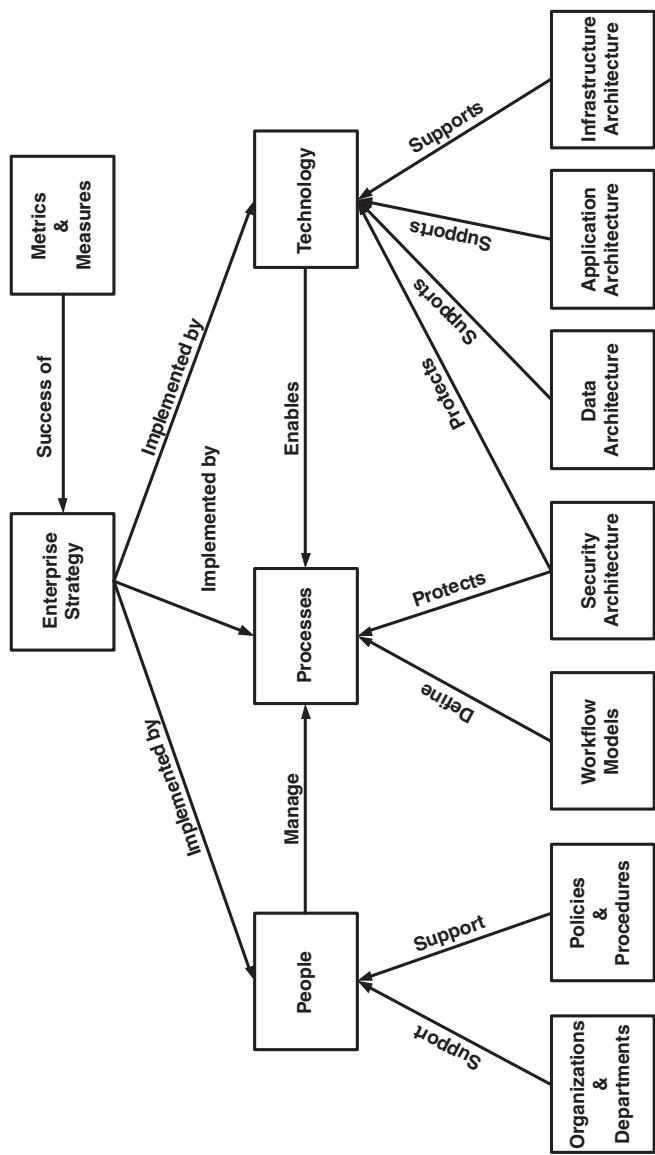 Enterprise
Strategy
Success of
Metrics
&
Measures
Implemented by
Implemented by
Implemented by
People
Manage
Processes
Enables
Technology
Support
Support
Define
Protects
Protects
Supports
Supports
Supports
Organizations
&
Departments
Policies
&
Procedures
Workflow
Models
Security
Architecture
Data
Architecture
Application
Architecture
Infrastructure
Architecture